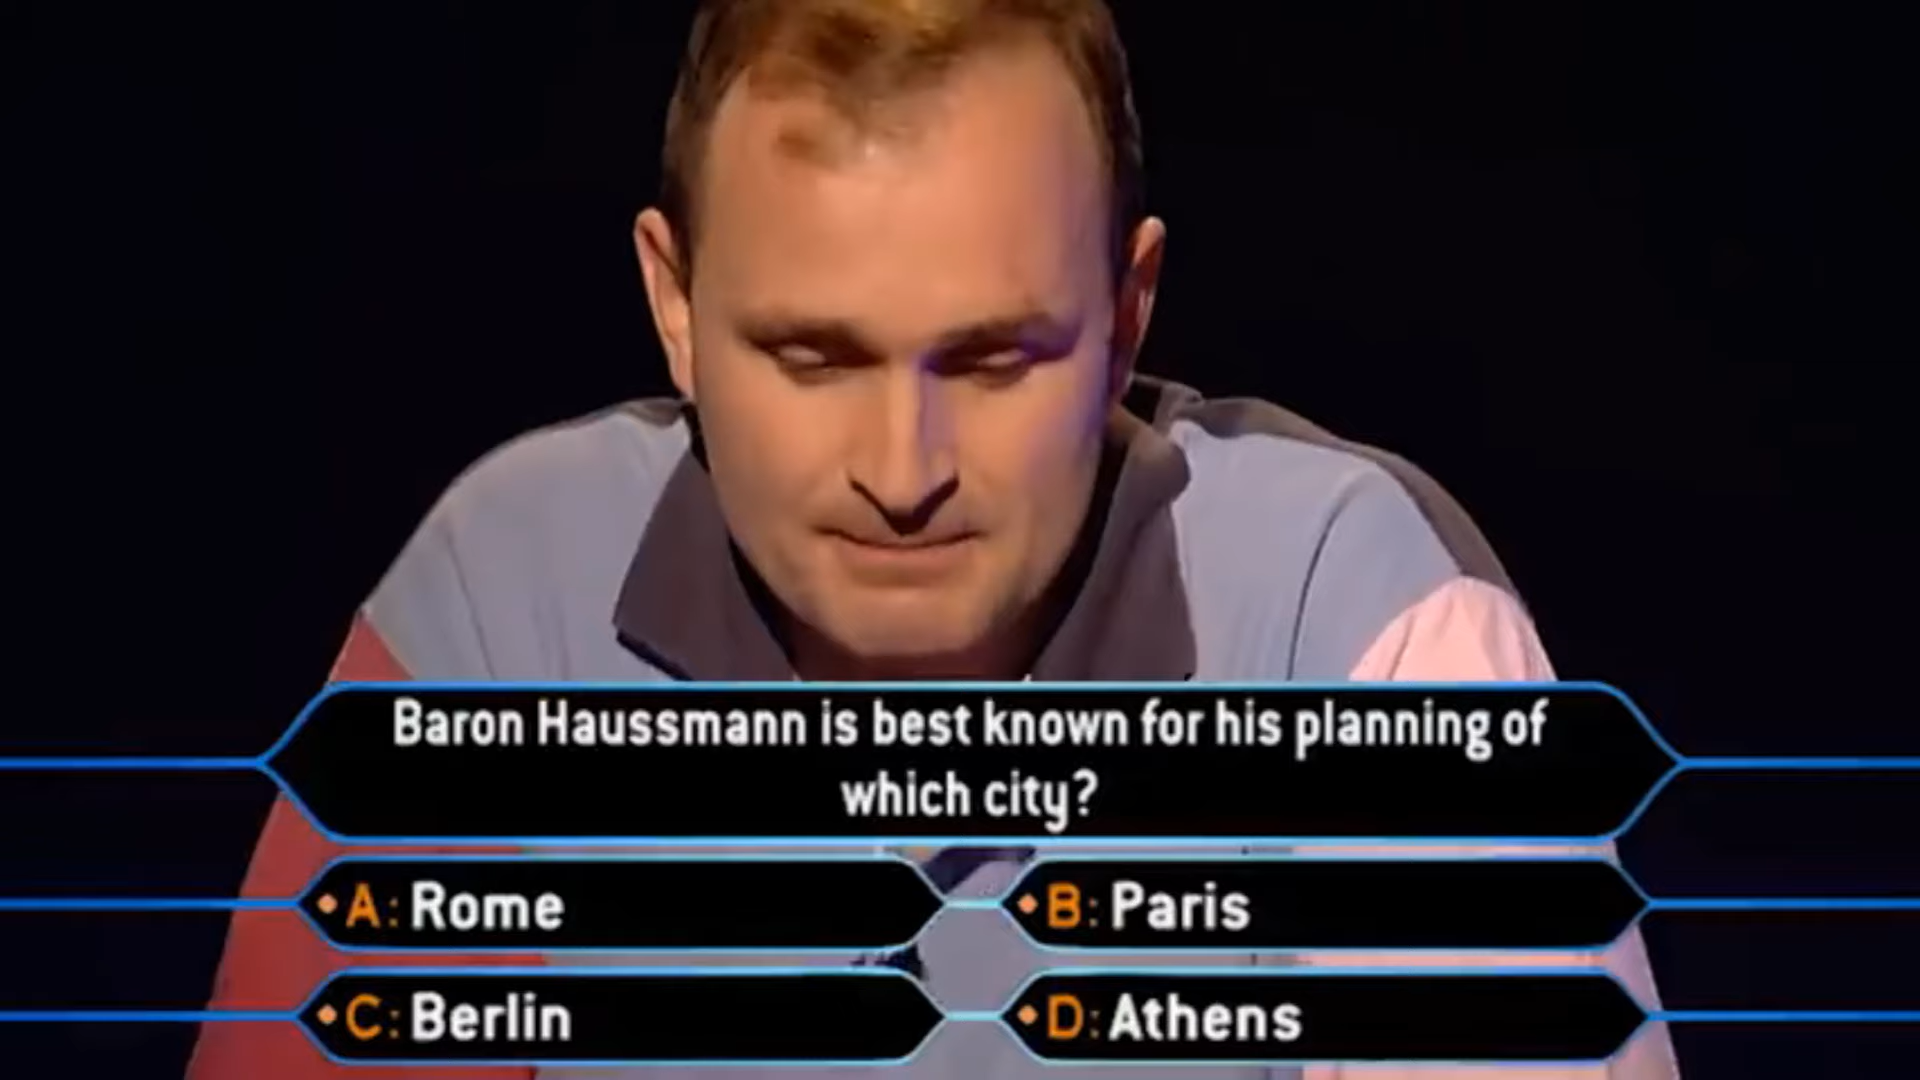 Baron Haussmann is best known for his planning of
which city?
A: Rome
B: Paris
C: Berlin
D: Athens